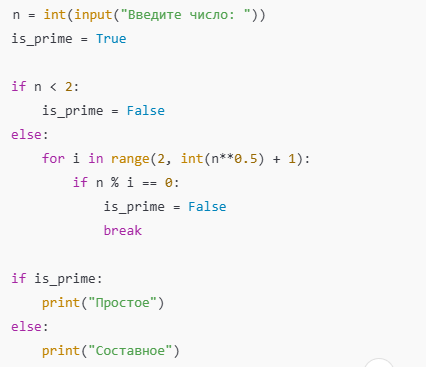 n = int(input("Введите число: "))
is_prime = True

if n < 2:
    is_prime = False
else:
    for i in range(2, int(n**0.5) + 1):
        if n % i == 0:
            is_prime = False
            break

if is_prime:
    print("Простое")
else:
    print("Составное")